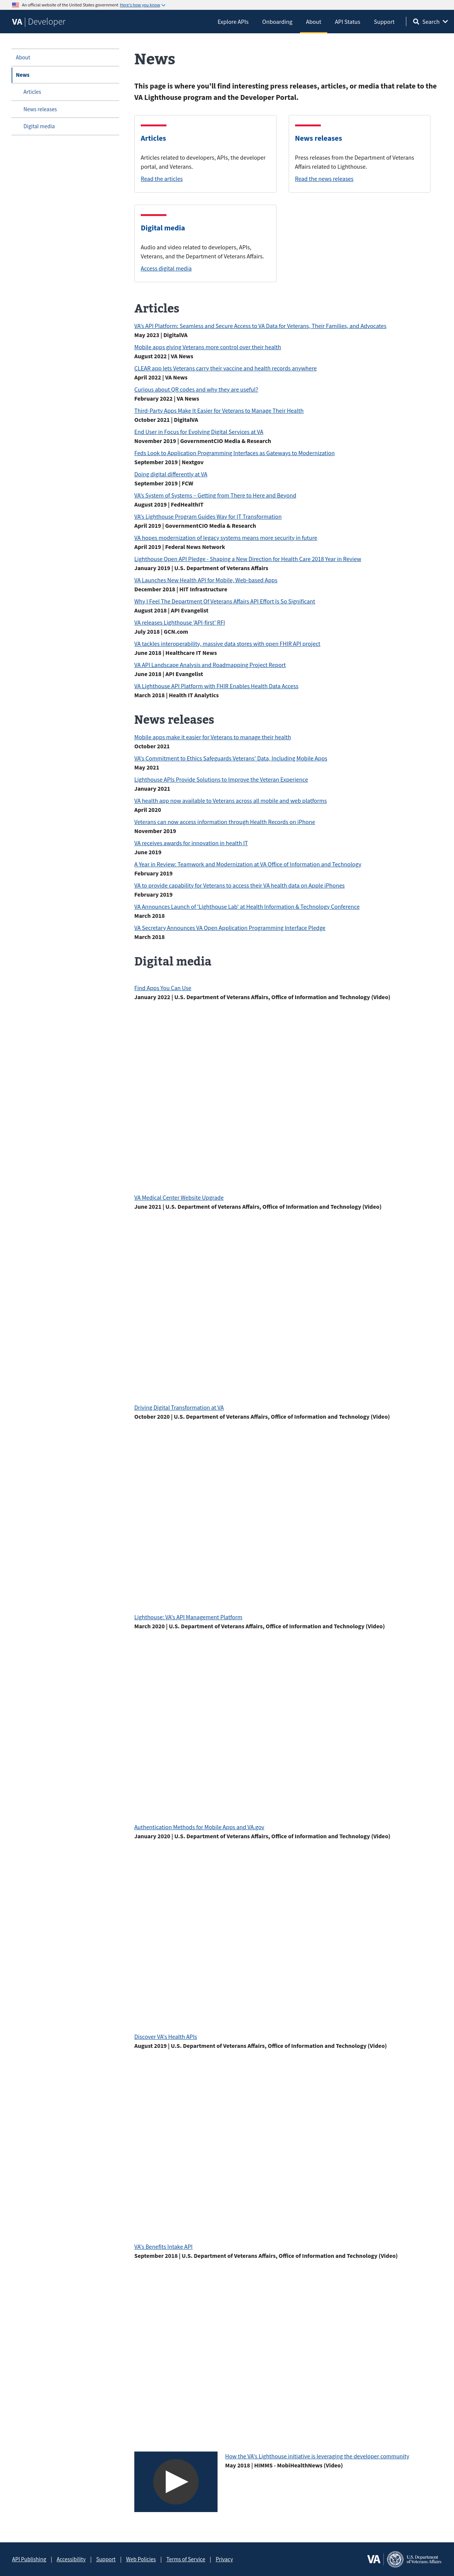 An official website of the United States government Here's how you know
VA | Developer
Explore APIs
Onboarding
About
API Status
Support
Search
About
News
Articles
News releases
Digital media
News
This page is where you'll find interesting press releases, articles, or media that relate to the
VA Lighthouse program and the Developer Portal.
Articles
Articles related to developers, APIs, the developer
portal, and Veterans.
Read the articles
News releases
Press releases from the Department of Veterans
Affairs related to Lighthouse.
Read the news releases
Digital media
Audio and video related to developers, APIs,
Veterans, and the Department of Veterans Affairs.
Access digital media
Articles
VA's API Platform: Seamless and Secure Access to VA Data for Veterans, Their Families, and Advocates
May 2023 | DigitalVA
Mobile apps giving Veterans more control over their health
August 2022 | VA News
CLEAR app lets Veterans carry their vaccine and health records anywhere
April 2022 | VA News
Curious about QR codes and why they are useful?
February 2022 | VA News
Third-Party Apps Make It Easier for Veterans to Manage Their Health
October 2021 | DigitalVA
End User in Focus for Evolving Digital Services at VA
November 2019 | GovernmentCIO Media & Research
Feds Look to Application Programming Interfaces as Gateways to Modernization
September 2019 | Nextgov
Doing digital differently at VA
September 2019 | FCW
VA's System of Systems – Getting from There to Here and Beyond
August 2019 | FedHealthIT
VA's Lighthouse Program Guides Way for IT Transformation
April 2019 | GovernmentCIO Media & Research
VA hopes modernization of legacy systems means more security in future
April 2019 | Federal News Network
Lighthouse Open API Pledge - Shaping a New Direction for Health Care 2018 Year in Review
January 2019 | U.S. Department of Veterans Affairs
VA Launches New Health API for Mobile, Web-based Apps
December 2018 | HIT Infrastructure
Why I Feel The Department Of Veterans Affairs API Effort Is So Significant
August 2018 | API Evangelist
VA releases Lighthouse 'API-first' RFI
July 2018 | GCN.com
VA tackles interoperability, massive data stores with open FHIR API project
June 2018 | Healthcare IT News
VA API Landscape Analysis and Roadmapping Project Report
June 2018 | API Evangelist
VA Lighthouse API Platform with FHIR Enables Health Data Access
March 2018 | Health IT Analytics
News releases
Mobile apps make it easier for Veterans to manage their health
October 2021
VA's Commitment to Ethics Safeguards Veterans' Data, Including Mobile Apps
May 2021
Lighthouse APIs Provide Solutions to Improve the Veteran Experience
January 2021
VA health app now available to Veterans across all mobile and web platforms
April 2020
Veterans can now access information through Health Records on iPhone
November 2019
VA receives awards for innovation in health IT
June 2019
A Year in Review: Teamwork and Modernization at VA Office of Information and Technology
February 2019
VA to provide capability for Veterans to access their VA health data on Apple iPhones
February 2019
VA Announces Launch of 'Lighthouse Lab' at Health Information & Technology Conference
March 2018
VA Secretary Announces VA Open Application Programming Interface Pledge
March 2018
Digital media
Find Apps You Can Use
January 2022 | U.S. Department of Veterans Affairs, Office of Information and Technology (Video)
VA Medical Center Website Upgrade
June 2021 | U.S. Department of Veterans Affairs, Office of Information and Technology (Video)
Driving Digital Transformation at VA
October 2020 | U.S. Department of Veterans Affairs, Office of Information and Technology (Video)
Lighthouse: VA's API Management Platform
March 2020 | U.S. Department of Veterans Affairs, Office of Information and Technology (Video)
Authentication Methods for Mobile Apps and VA.gov
January 2020 | U.S. Department of Veterans Affairs, Office of Information and Technology (Video)
Discover VA's Health APIs
August 2019 | U.S. Department of Veterans Affairs, Office of Information and Technology (Video)
VA's Benefits Intake API
September 2018 | U.S. Department of Veterans Affairs, Office of Information and Technology (Video)
How the VA's Lighthouse initiative is leveraging the developer community
May 2018 | HIMMS - MobiHealthNews (Video)
API Publishing | Accessibility | Support | Web Policies | Terms of Service | Privacy
VA
U.S. Department
of Veterans Affairs